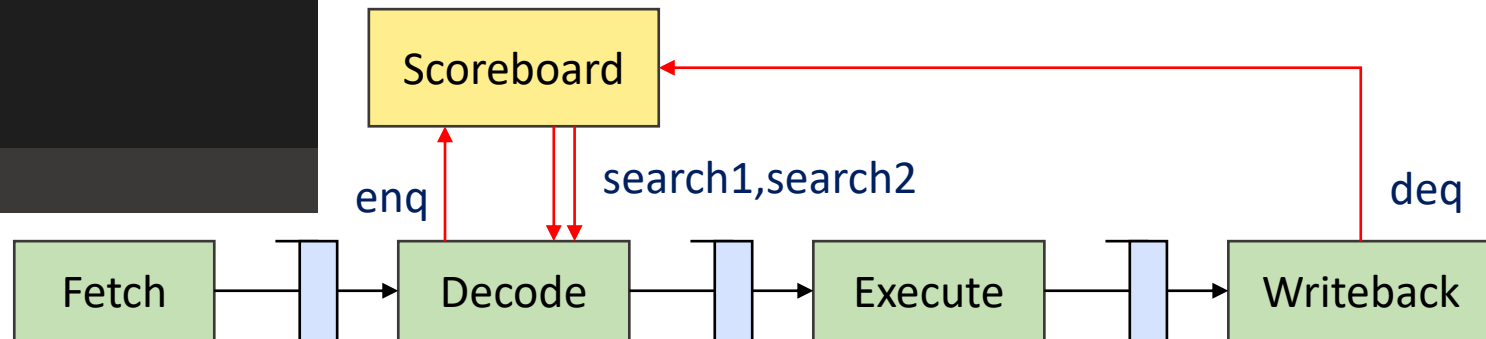 Scoreboard
enq
search1,search2
deq
Fetch
Decode
Execute
Writeback